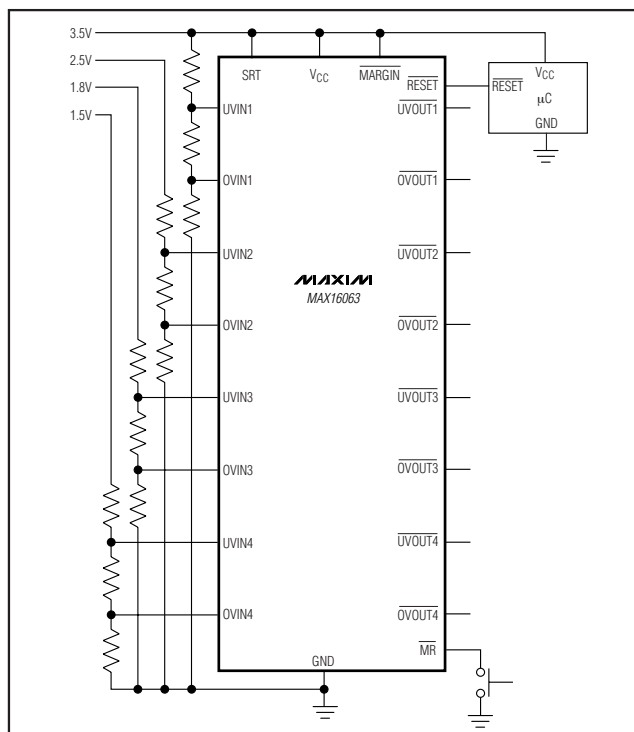 3.5V
2.5V
1.8V
1.5V
SRT
VCC
MARGIN
RESET
RESET
VCC
μC
GND
UVIN1
UVOUT1
OVIN1
OVOUT1
UVIN2
UVOUT2
MAXIM
MAX16063
OVIN2
OVOUT2
UVIN3
UVOUT3
OVIN3
OVOUT3
UVIN4
UVOUT4
OVIN4
OVOUT4
MR
GND